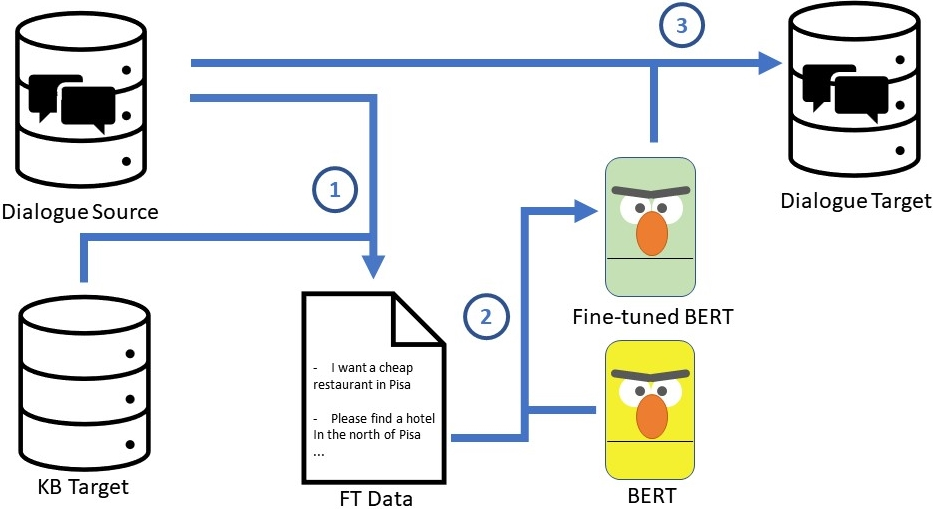 3
Dialogue Source
Dialogue Target
1
2
Fine-tuned BERT
- I want a cheap
restaurant in Pisa
- Please find a hotel
In the north of Pisa
...
KB Target
FT Data
BERT